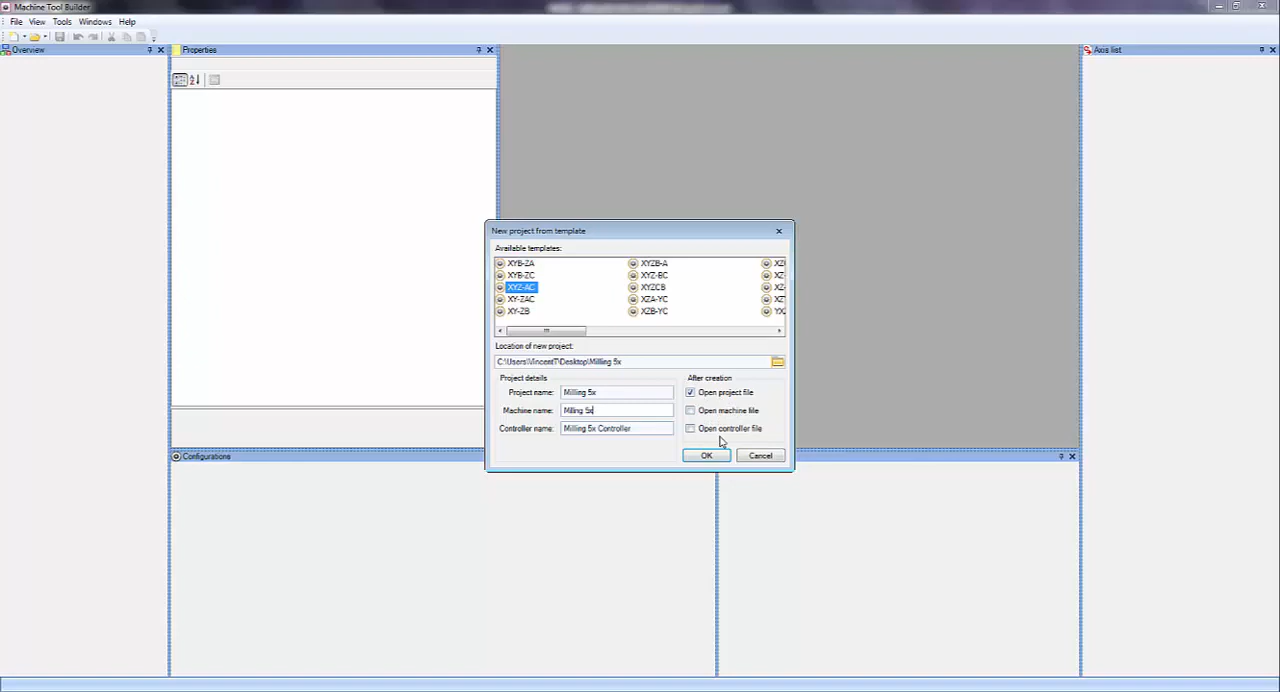 Machine Tool Builder
File View Tools Windows Help
Overview
Properties
Axis list
New project from template
Available templates:
XYB-ZA XYZB-A
XYB-ZC XYZ-BC
XYZ-AC XYZCB
XY-ZAC XZA-YC
XY-ZB XZB-YC
Location of new project:
C:\Users\VincentT\Desktop\Milling 5x
Project details After creation
Project name: Milling 5x Open project file
Machine name: Milling 5x Open machine file
Controller name: Milling 5x Controller Open controller file
OK Cancel
Configurations